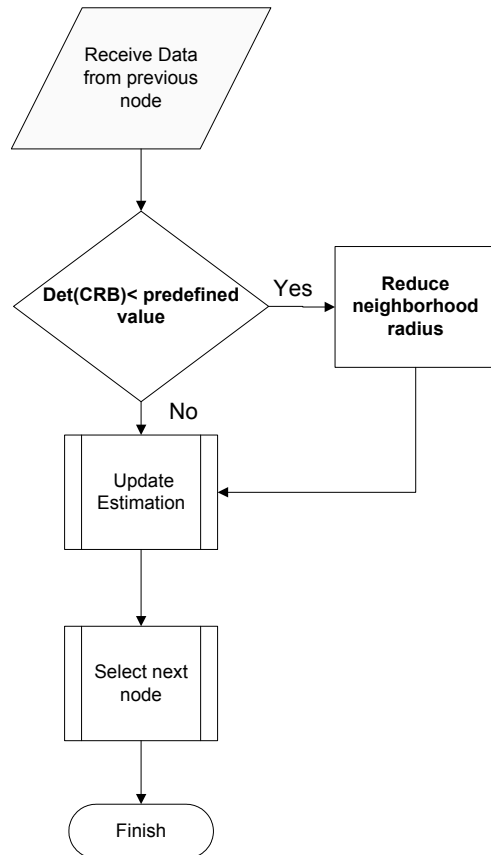 Receive Data
from previous
node
Det(CRB)< predefined
value
Yes
Reduce
neighborhood
radius
No
Update
Estimation
Select next
node
Finish